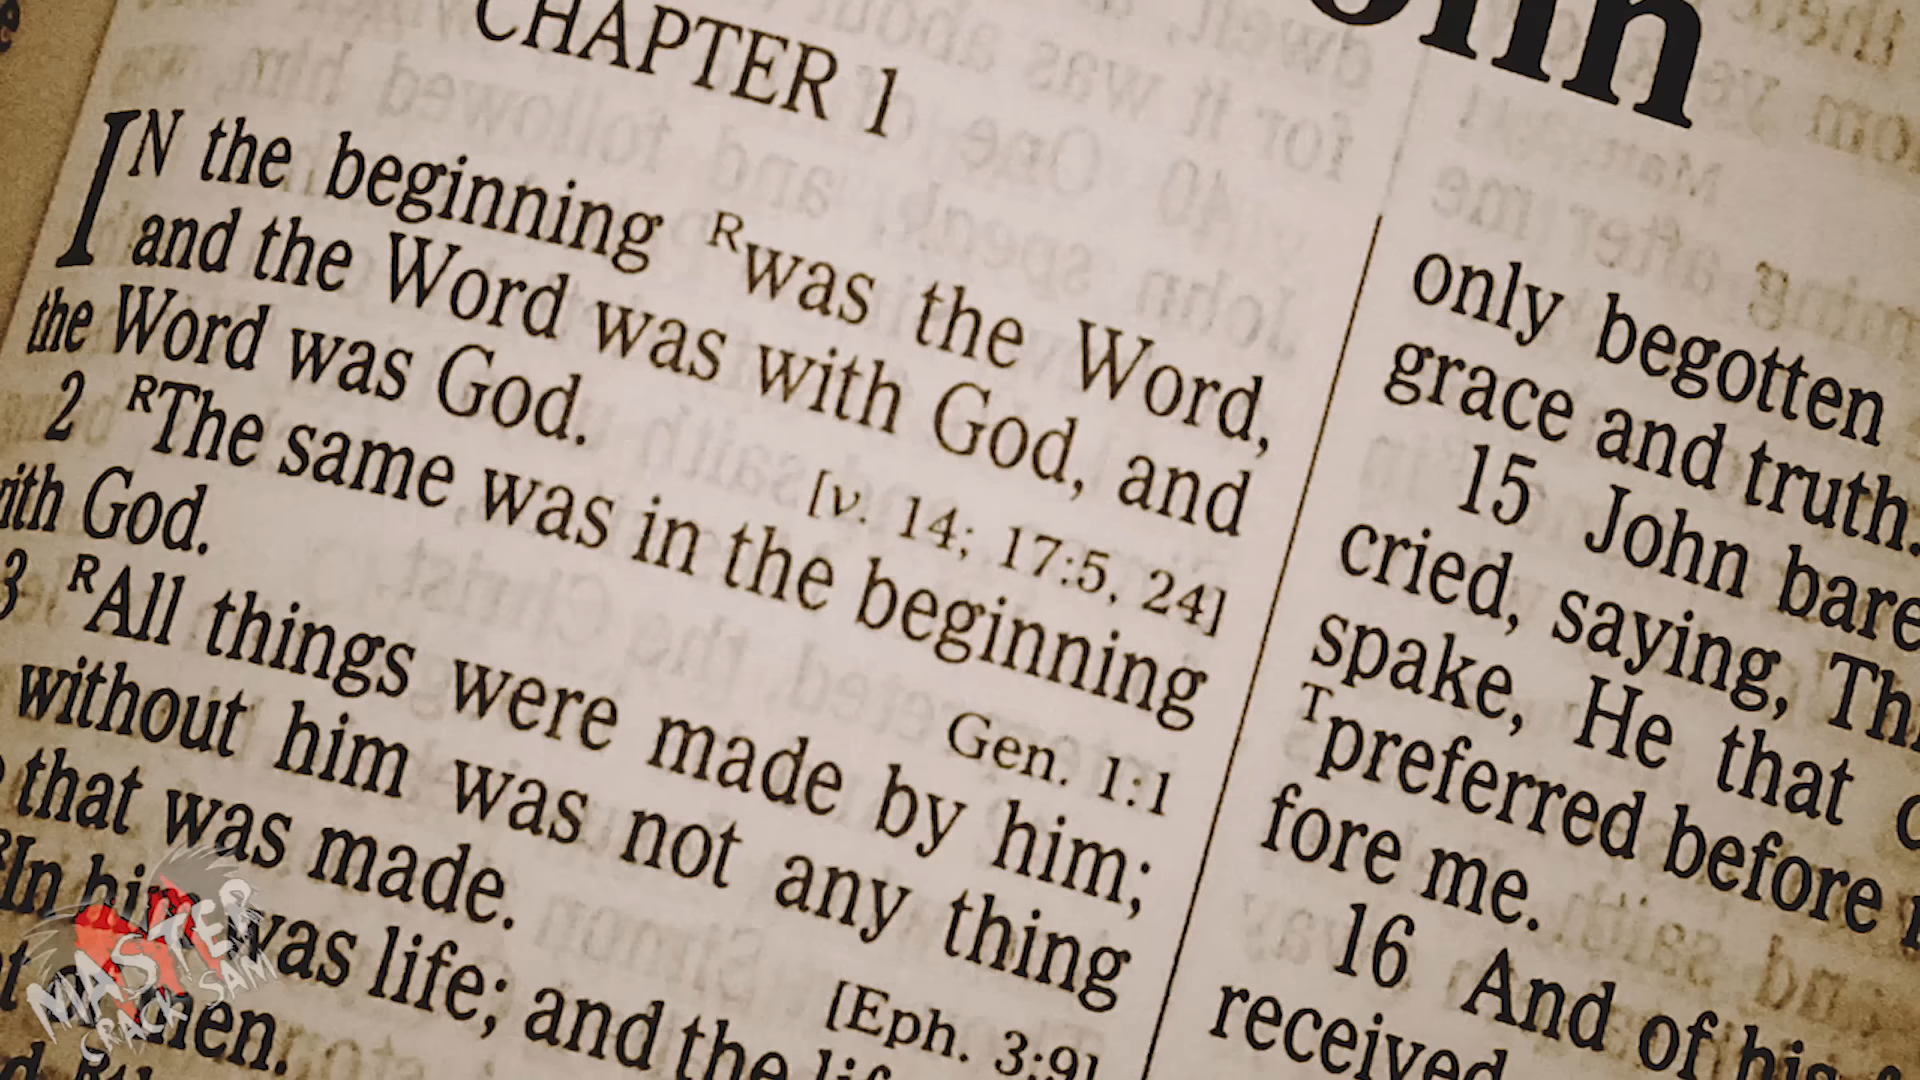 CHAPTER 1
IN the beginning ᴿwas the Word,
and the Word was with God, and
the Word was God.
[v. 14; 17:5, 24]
2 ᴿThe same was in the beginning
with God.
Gen. 1:1
3 ᴿAll things were made by him;
without him was not any thing
that was made.
[Eph. 3:9]
In him was life; and the
men.
only begotten
grace and truth.
15 John bare
cried, saying,
spake, He that
ᵀpreferred before
fore me.
16 And of his
received
MASTER
CRACK SAM